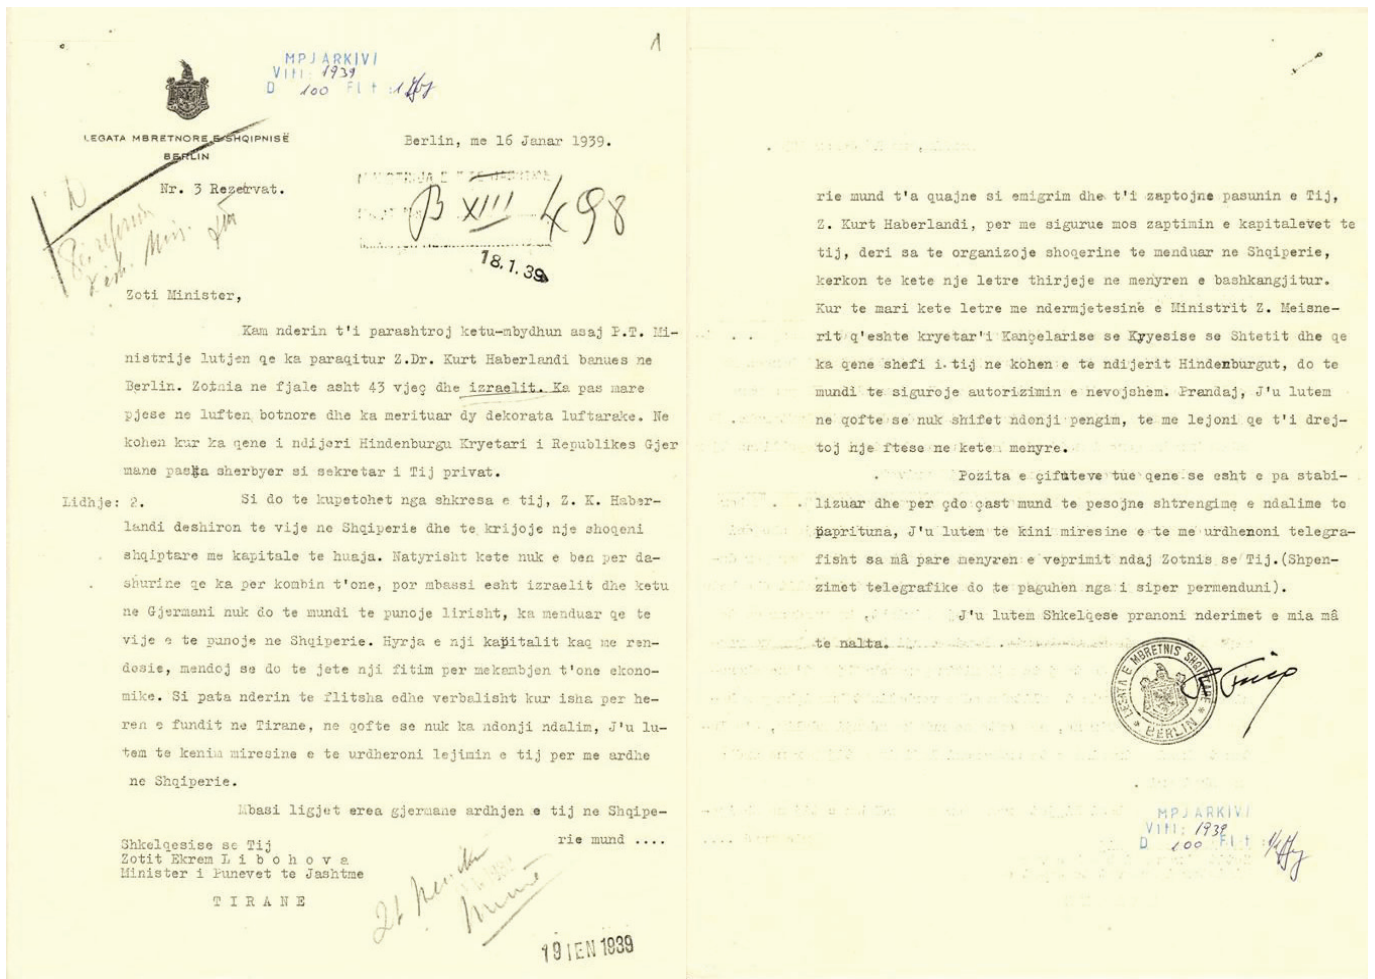 1
MPJ ARKIVI
VITI: 1939
D 100 Fl
LEGATA MBRETNORE E SHQIPNISË
BERLIN
Berlin, me 16 Janar 1939.
Nr. 3 Rezervat.
B XIII 498
18.1.39
Zoti Minister,
Kam nderin t'i parashtroj ketu-mbydhun asaj P.T. Mi-
nistrije lutjen qe ka paraqitur Z.Dr. Kurt Haberlandi banues ne
Berlin. Zotnia ne fjale asht 43 vjeç dhe izraelit. Ka pas mare
pjese ne luften botnore dhe ka merituar dy dekorata luftarake. Ne
kohen kur ka qene i ndijeri Hindenburgu Kryetari i Republikes Gjer
mane paska sherbyer si sekretar i Tij privat.
Lidhje: 2. Si do te kupetohet nga shkresa e tij, Z. K. Haber-
landi deshiron te vije ne Shqiperie dhe te krijoje nje shoqeni
shqiptare me kapitale te huaja. Natyrisht kete nuk e ben per da-
shurine qe ka per kombin t'one, por mbassi esht izraelit dhe ketu
ne Gjermani nuk do te mundi te punoje lirisht, ka menduar qe te
vije e te punoje ne Shqiperie. Hyrja e nji kapitalit kaq me ren-
dosie, mendoj se do te jete nji fitim per mekambjen t'one ekono-
mike. Si pata nderin te flitsha edhe verbalisht kur isha per he-
ren e fundit ne Tirane, ne qofte se nuk ka ndonji ndalim, J'u lu-
tem te kenim miresine e te urdheroni lejimin e tij per me ardhe
ne Shqiperie.
Mbasi ligjet erea gjermane ardhjen e tij ne Shqipe-
rie mund ....
Shkelqesise se Tij
Zotit Ekrem L i b o h o v a
Minister i Punevet te Jashtme
T I R A N E
19 IEN 1939
rie mund t'a quajne si emigrim dhe t'i zaptojne pasunin e Tij,
Z. Kurt Haberlandi, per me sigurue mos zaptimin e kapitalevet te
tij, deri sa te organizoje shoqerine te menduar ne Shqiperie,
kerkon te kete nje letre thirjeje ne menyren e bashkangjitur.
Kur te mari kete letre me ndermjetesine e Ministrit Z. Meisne-
rit q'eshte kryetar'i Kançelarise se Kryesise se Shtetit dhe qe
ka qene shefi i tij ne kohen e te ndijerit Hindenburgut, do te
mundi te siguroje autorizimin e nevojshem. Prandaj, J'u lutem
ne qofte se nuk shifet ndonji pengim, te me lejoni qe t'i drej-
toj nje ftese ne kete menyre.
Pozita e çifuteve tue qene se esht e pa stabi-
lizuar dhe per çdo çast mund te pesojne shtrengime e ndalime te
paprituna, J'u lutem te kini miresine e te me urdhenoni telegra-
fisht sa mâ pare menyren e veprimit ndaj Zotnis se Tij.(Shpen-
zimet telegrafike do te paguhen nga i siper permenduni).
J'u lutem Shkelqese pranoni nderimet e mia mâ
te nalta.
LEGATA E MBRETNIS SHQIPTARE
BERLIN
MPJ ARKIVI
VITI: 1939
D 100 Fl